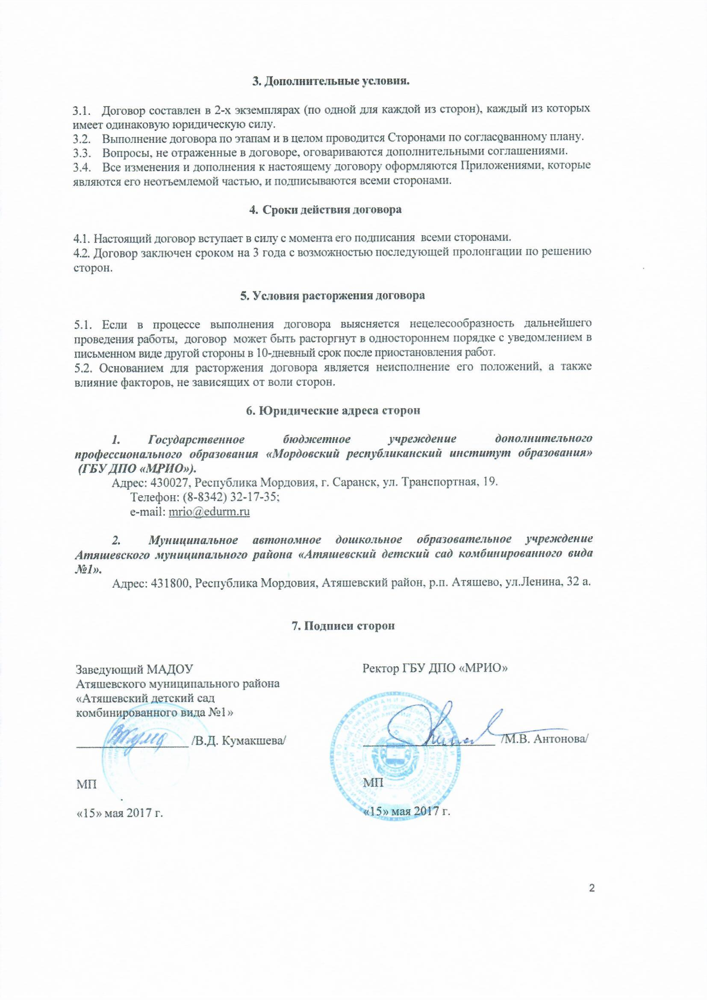 3. Дополнительные условия.
3.1. Договор составлен в 2-х экземплярах (по одной для каждой из сторон), каждый из которых
имеет одинаковую юридическую силу.
3.2. Выполнение договора по этапам и в целом проводится Сторонами по согласованному плану.
3.3. Вопросы, не отраженные в договоре, оговариваются дополнительными соглашениями.
3.4. Все изменения и дополнения к настоящему договору оформляются Приложениями, которые
являются его неотъемлемой частью, и подписываются всеми сторонами.
4. Сроки действия договора
4.1. Настоящий договор вступает в силу с момента его подписания всеми сторонами.
4.2. Договор заключен сроком на 3 года с возможностью последующей пролонгации по решению
сторон.
5. Условия расторжения договора
5.1. Если в процессе выполнения договора выясняется нецелесообразность дальнейшего
проведения работы, договор может быть расторгнут в одностороннем порядке с уведомлением в
письменном виде другой стороны в 10-дневный срок после приостановления работ.
5.2. Основанием для расторжения договора является неисполнение его положений, а также
влияние факторов, не зависящих от воли сторон.
6. Юридические адреса сторон
1. Государственное бюджетное учреждение дополнительного
профессионального образования «Мордовский республиканский институт образования»
(ГБУ ДПО «МРИО»).
Адрес: 430027, Республика Мордовия, г. Саранск, ул. Транспортная, 19.
Телефон: (8-8342) 32-17-35;
e-mail: mrio@edurm.ru
2. Муниципальное автономное дошкольное образовательное учреждение
Атяшевского муниципального района «Атяшевский детский сад комбинированного вида
№1».
Адрес: 431800, Республика Мордовия, Атяшевский район, р.п. Атяшево, ул.Ленина, 32 а.
7. Подписи сторон
Заведующий МАДОУ
Атяшевского муниципального района
«Атяшевский детский сад
комбинированного вида №1»
/В.Д. Кумакшева/
МП
«15» мая 2017 г.
Ректор ГБУ ДПО «МРИО»
/М.В. Антонова/
МП
«15» мая 2017 г.
2